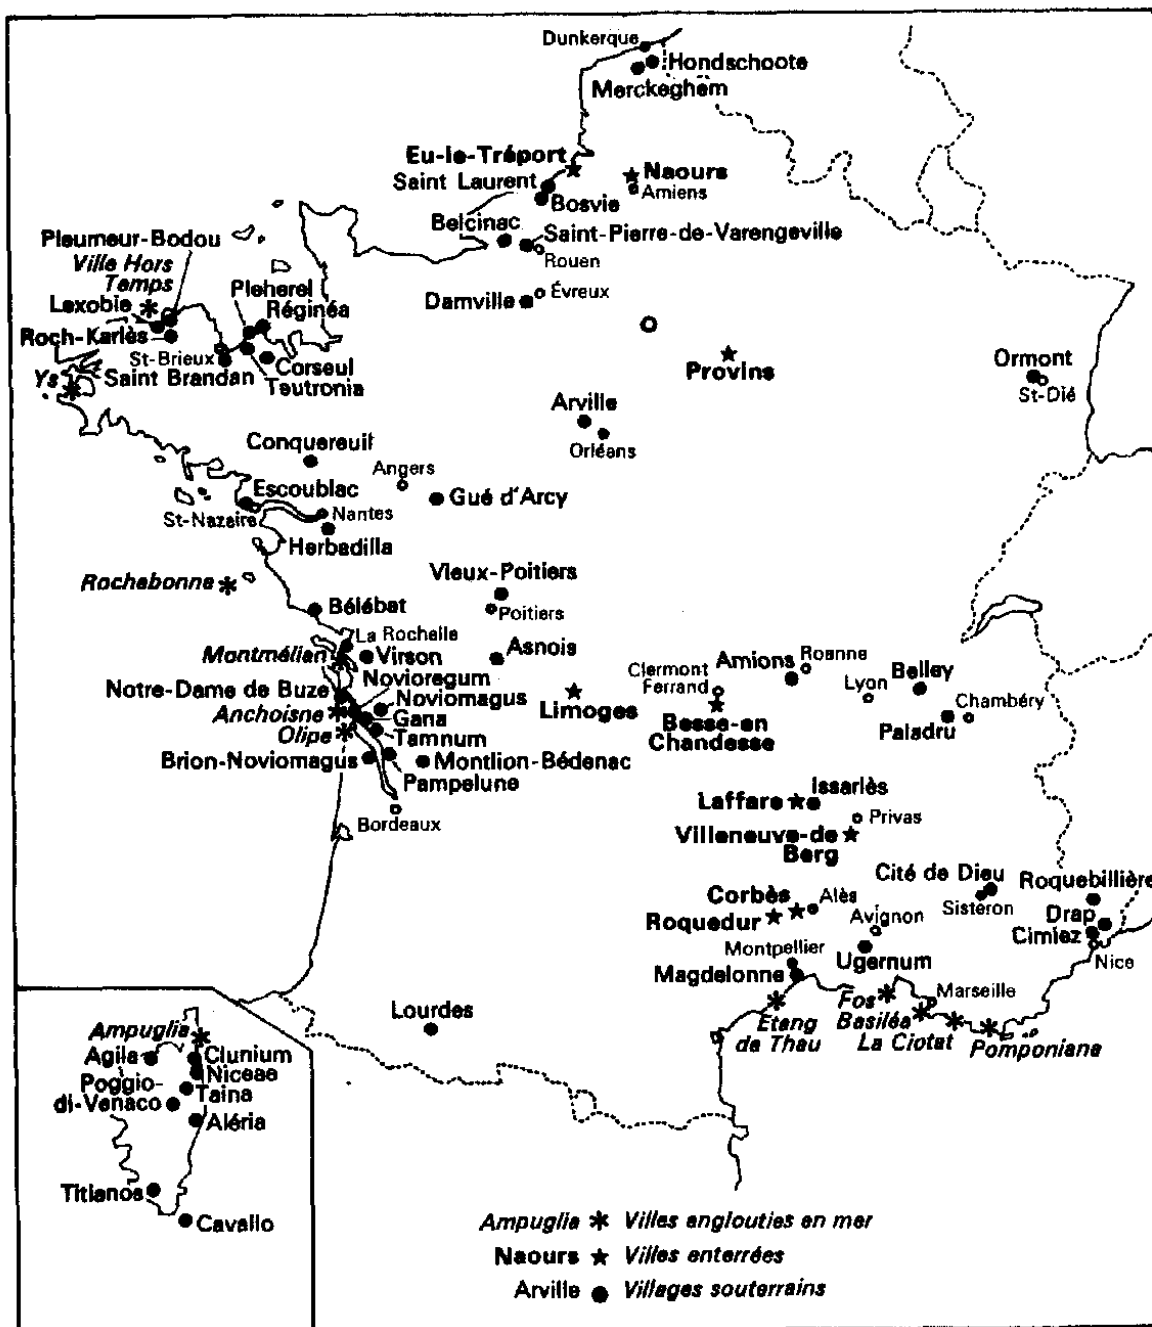 Dunkerque
Hondschoote
Merckeghem
Eu-le-Tréport
Saint Laurent
Naours
Amiens
Bosvie
Belcinac
Saint-Pierre-de-Varengeville
Rouen
Pleumeur-Bodou
Ville Hors
Temps
Pleherel
Réginéa
Lexobie
Damville
Évreux
Roch-Karlès
St-Brieux
Saint Brandan
Corseul
Teutronia
Ys
Provins
Ormont
St-Dié
Arville
Orléans
Conquereuil
Angers
Escoublac
Gué d'Arcy
St-Nazaire
Nantes
Herbadilla
Rochebonne
Vieux-Poitiers
Poitiers
Bélébat
La Rochelle
Montmélian
Virson
Asnois
Novioregum
Notre-Dame de Buze
Noviomagus
Anchoisne
Gana
Olipe
Tamnum
Brion-Noviomagus
Montlion-Bédenac
Pampelune
Bordeaux
Limoges
Clermont
Ferrand
Amions
Roanne
Belley
Lyon
Chambéry
Besse-en
Chandesse
Paladru
Issarlès
Laffare
Privas
Villeneuve-de
Berg
Cité de Dieu
Roquebillière
Corbès
Alès
Sisteron
Drap
Roquedur
Avignon
Cimiez
Montpellier
Nice
Magdelonne
Ugernum
Lourdes
Etang
de Thau
Fos
Marseille
Basiléa
La Ciotat
Pomponiana
Ampuglia
Agila
Clunium
Niceae
Poggio-
di-Venaco
Taina
Aléria
Titianos
Cavallo
Ampuglia * Villes englouties en mer
Naours ★ Villes enterrées
Arville ● Villages souterrains